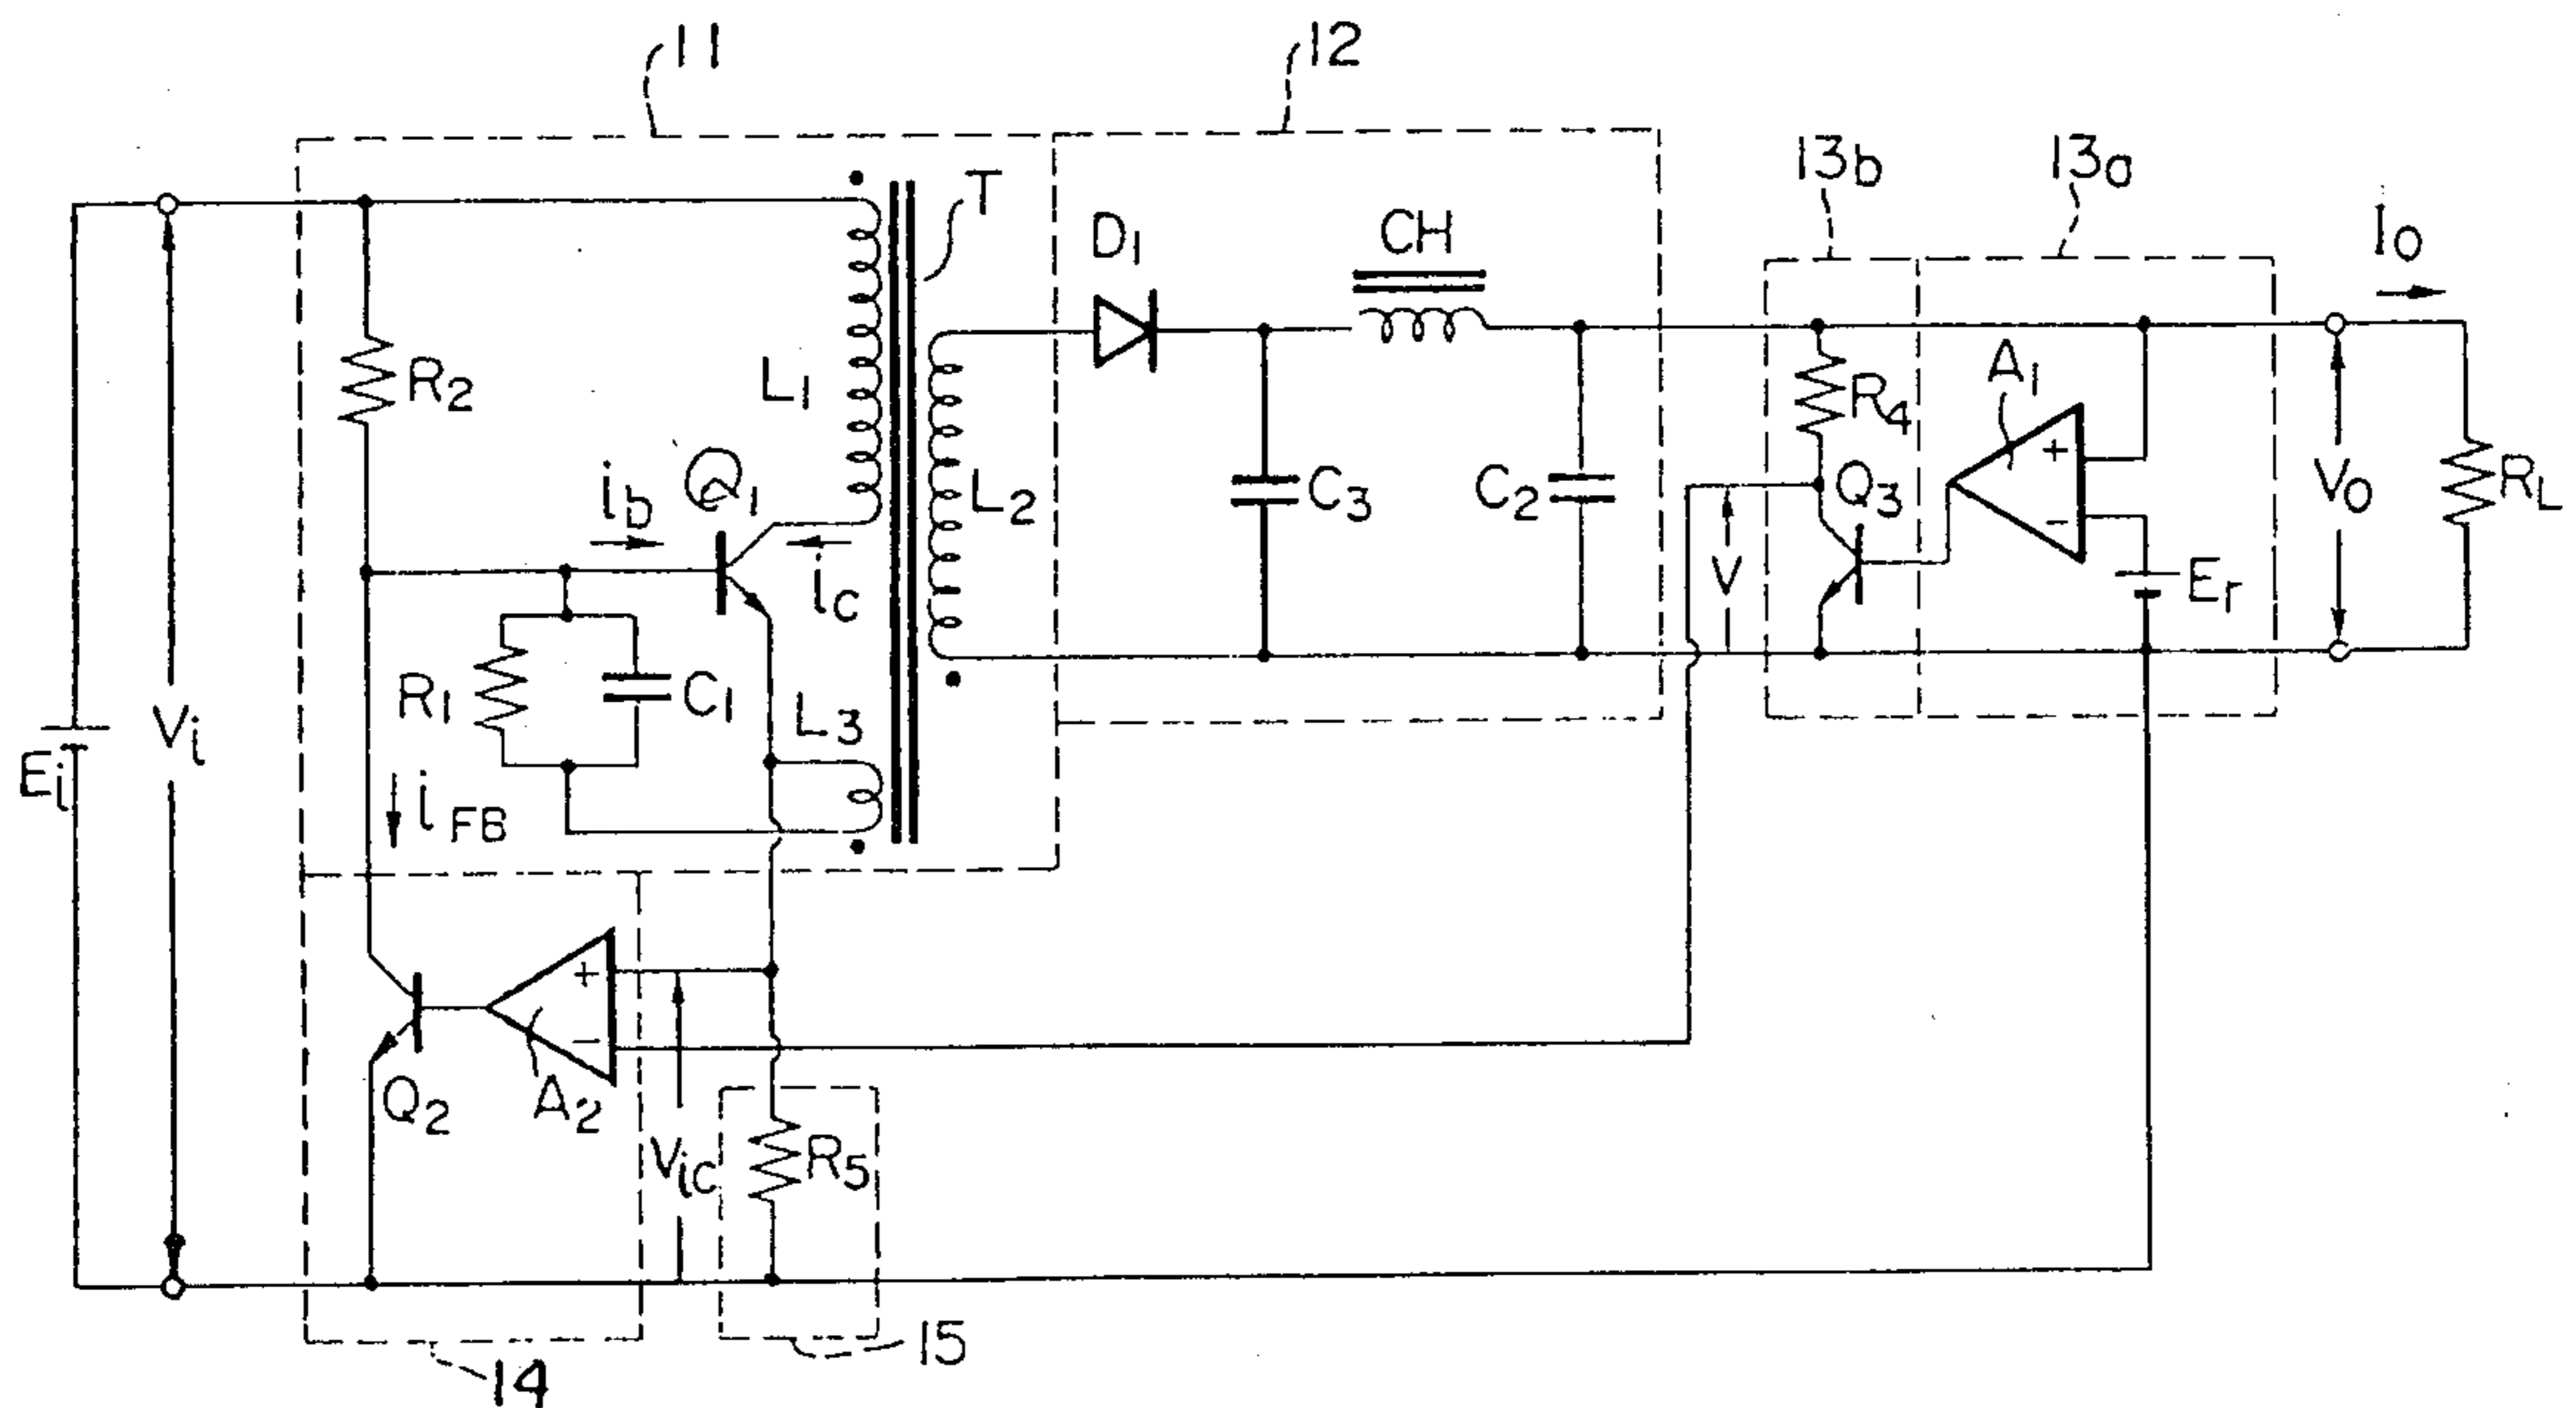 11
12
13b
13a
T
D1
CH
Io
R2
L1
A1
R4
+
ib
Q1
L2
C3
C2
Q3
Vo
RL
-
V
ic
Er
R1
C1
L3
Vi
Ei
iFB
+
-
Q2
A2
Vic
R5
15
14